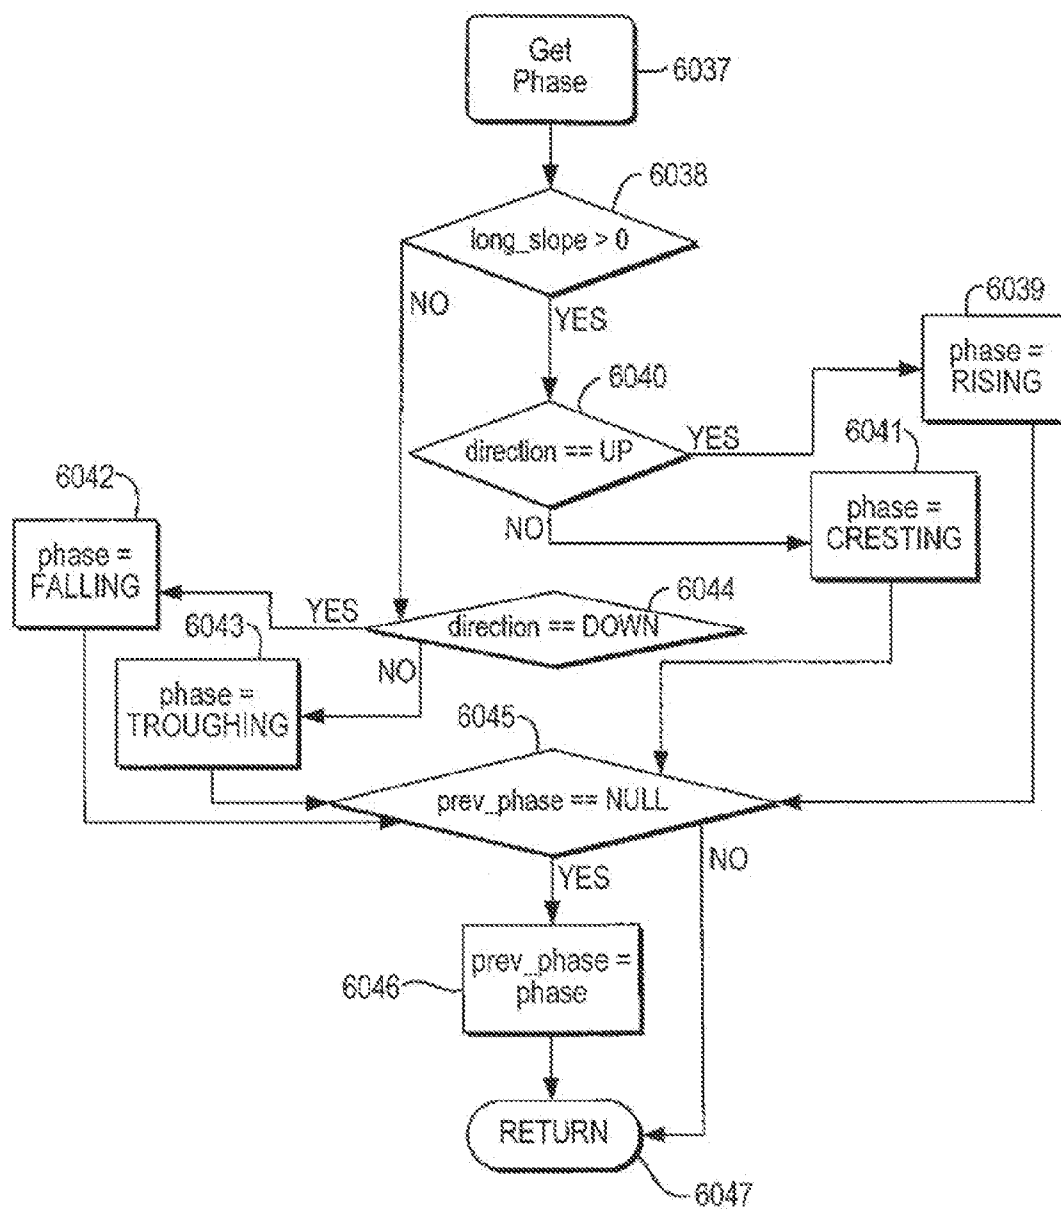 Get
Phase
6037
6038
long_slope > 0
NO
YES
6039
phase =
RISING
6040
direction == UP
YES
6041
phase =
CRESTING
NO
6042
phase =
FALLING
YES
6044
direction == DOWN
6043
NO
phase =
TROUGHING
6045
prev_phase == NULL
NO
YES
prev_phase =
phase
6046
RETURN
6047